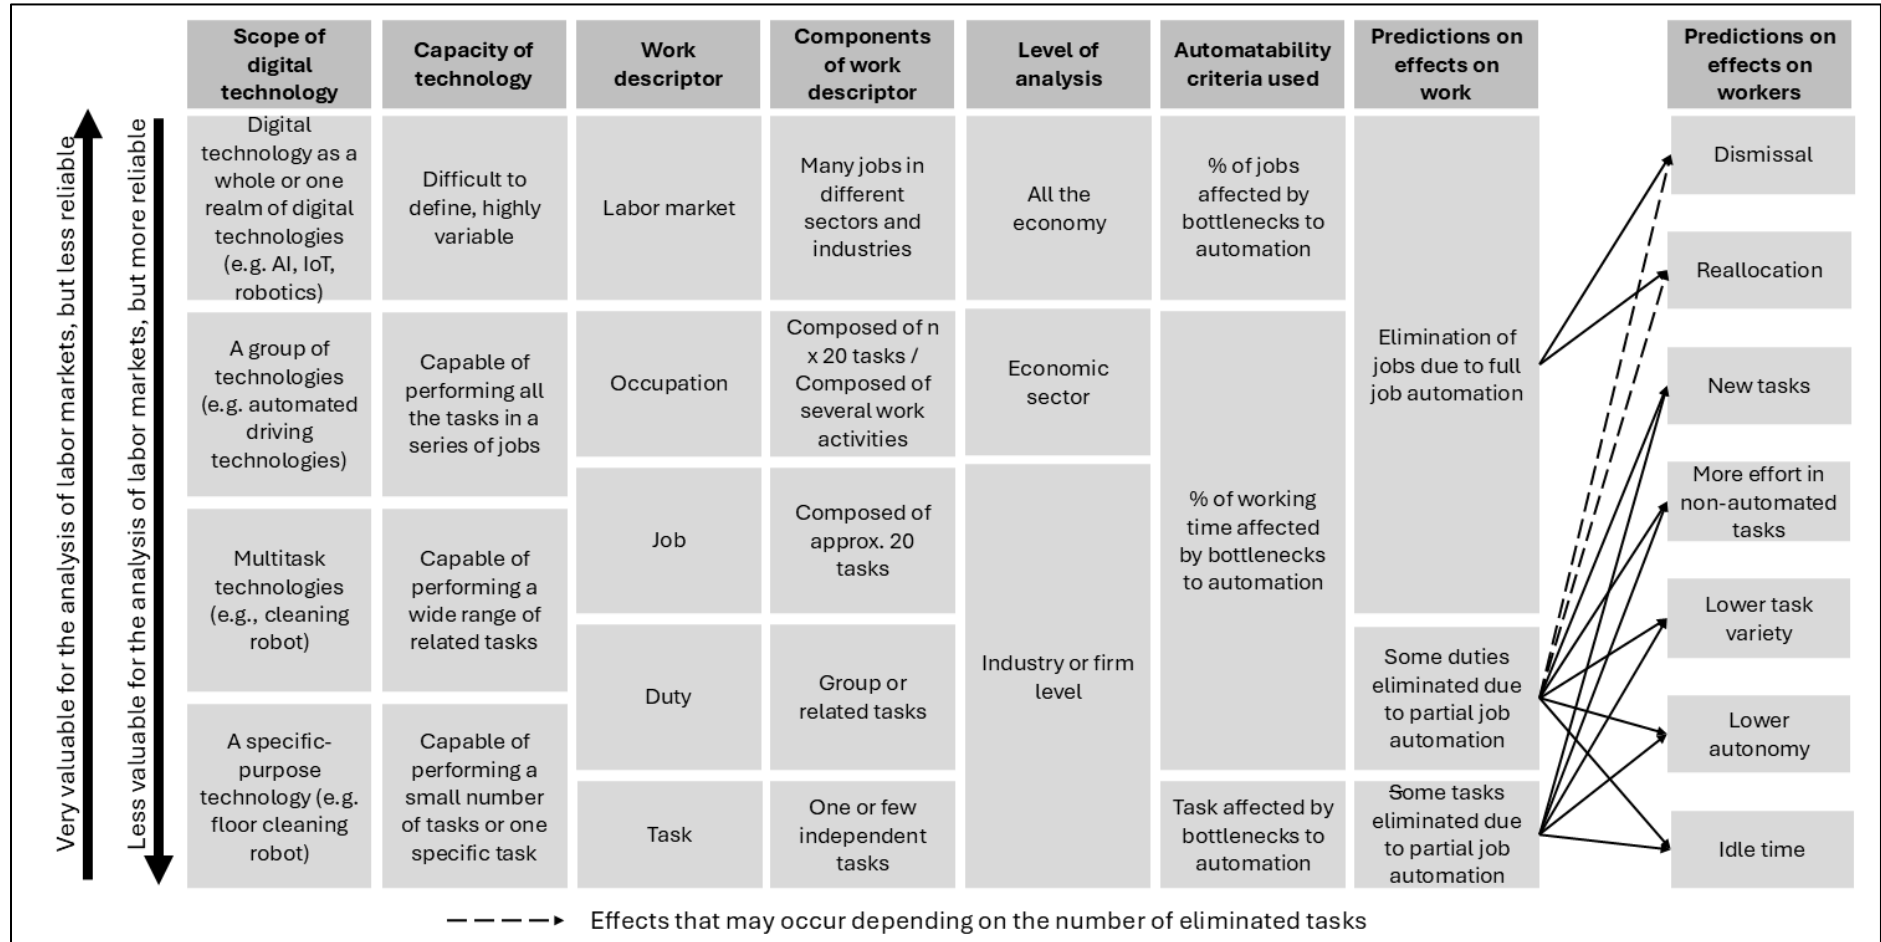 Scope of
digital
technology
Capacity of
technology
Work
descriptor
Components
of work
descriptor
Level of
analysis
Automatability
criteria used
Predictions on
effects on
work
Predictions on
effects on
workers
Very valuable for the analysis of labor markets, but less reliable
Less valuable for the analysis of labor markets, but more reliable
Digital
technology as a
whole or one
realm of digital
technologies
(e.g. AI, IoT,
robotics)
A group of
technologies
(e.g. automated
driving
technologies)
Multitask
technologies
(e.g., cleaning
robot)
A specific-
purpose
technology (e.g.
floor cleaning
robot)
Difficult to
define, highly
variable
Capable of
performing all
the tasks in a
series of jobs
Capable of
performing a
wide range of
related tasks
Capable of
performing a
small number
of tasks or one
specific task
Labor market
Occupation
Job
Duty
Task
Many jobs in
different
sectors and
industries
Composed of n
x 20 tasks /
Composed of
several work
activities
Composed of
approx. 20
tasks
Group or
related tasks
One or few
independent
tasks
All the
economy
Economic
sector
Industry or firm
level
% of jobs
affected by
bottlenecks to
automation
% of working
time affected
by bottlenecks
to automation
Task affected by
bottlenecks to
automation
Elimination of
jobs due to full
job automation
Some duties
eliminated due
to partial job
automation
Some tasks
eliminated due
to partial job
automation
Dismissal
Reallocation
New tasks
More effort in
non-automated
tasks
Lower task
variety
Lower
autonomy
Idle time
Effects that may occur depending on the number of eliminated tasks